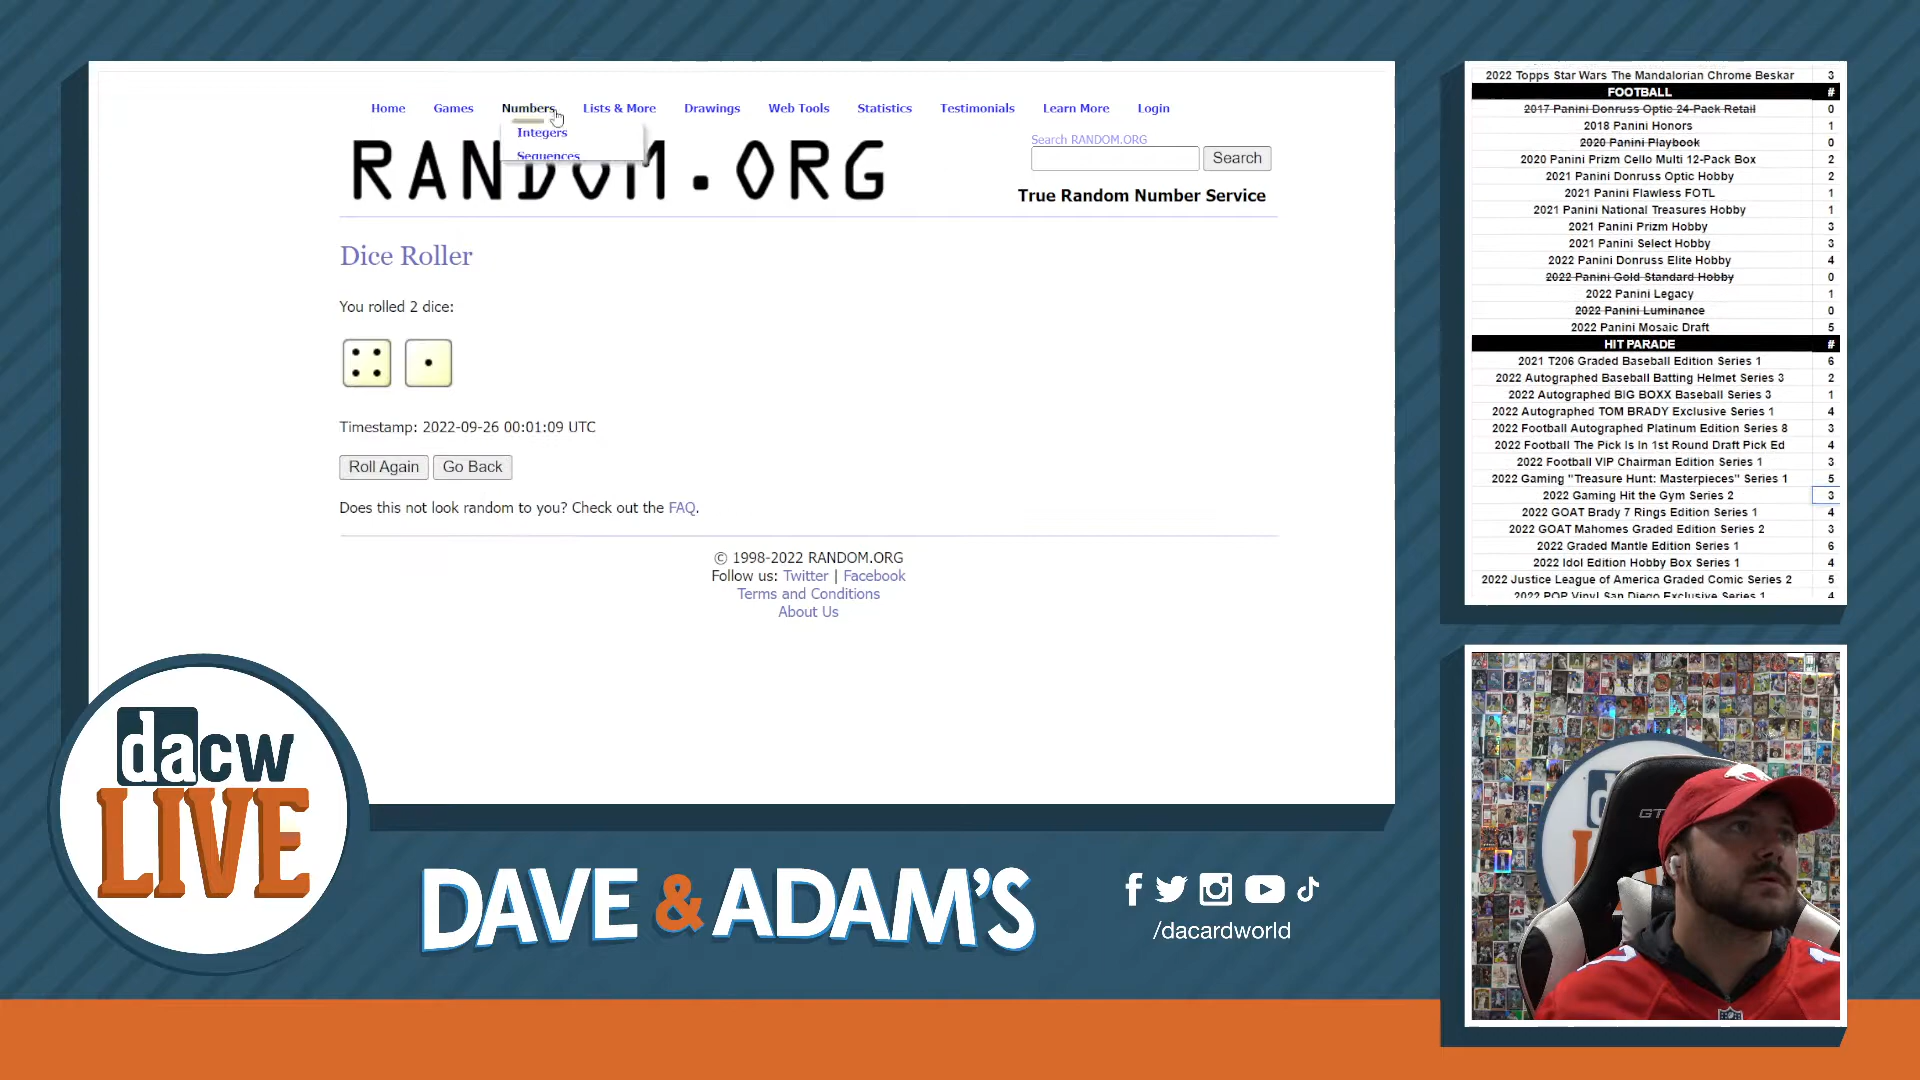 Home Games Numbers Lists & More Drawings Web Tools Statistics Testimonials Learn More Login
Integers
Sequences
RANDOM.ORG
Search RANDOM.ORG
Search
True Random Number Service
Dice Roller
You rolled 2 dice:
Timestamp: 2022-09-26 00:01:09 UTC
Roll Again Go Back
Does this not look random to you? Check out the FAQ.
© 1998-2022 RANDOM.ORG
Follow us: Twitter | Facebook
Terms and Conditions
About Us
2022 Topps Star Wars The Mandalorian Chrome Beskar 3
FOOTBALL #
2017 Panini Donruss Optic 24-Pack Retail 0
2018 Panini Honors 1
2020 Panini Playbook 0
2020 Panini Prizm Cello Multi 12-Pack Box 2
2021 Panini Donruss Optic Hobby 2
2021 Panini Flawless FOTL 1
2021 Panini National Treasures Hobby 1
2021 Panini Prizm Hobby 3
2021 Panini Select Hobby 3
2022 Panini Donruss Elite Hobby 4
2022 Panini Gold Standard Hobby 0
2022 Panini Legacy 1
2022 Panini Luminance 0
2022 Panini Mosaic Draft 5
HIT PARADE #
2021 T206 Graded Baseball Edition Series 1 6
2022 Autographed Baseball Batting Helmet Series 3 2
2022 Autographed BIG BOXX Baseball Series 3 1
2022 Autographed TOM BRADY Exclusive Series 1 4
2022 Football Autographed Platinum Edition Series 8 3
2022 Football The Pick Is In 1st Round Draft Pick Ed 4
2022 Football VIP Chairman Edition Series 1 3
2022 Gaming "Treasure Hunt: Masterpieces" Series 1 5
2022 Gaming Hit the Gym Series 2 3
2022 GOAT Brady 7 Rings Edition Series 1 4
2022 GOAT Mahomes Graded Edition Series 2 3
2022 Graded Mantle Edition Series 1 6
2022 Idol Edition Hobby Box Series 1 4
2022 Justice League of America Graded Comic Series 2 5
2022 POP Vinyl San Diego Exclusive Series 1 4
dacw
LIVE
DAVE & ADAM'S
/dacardworld